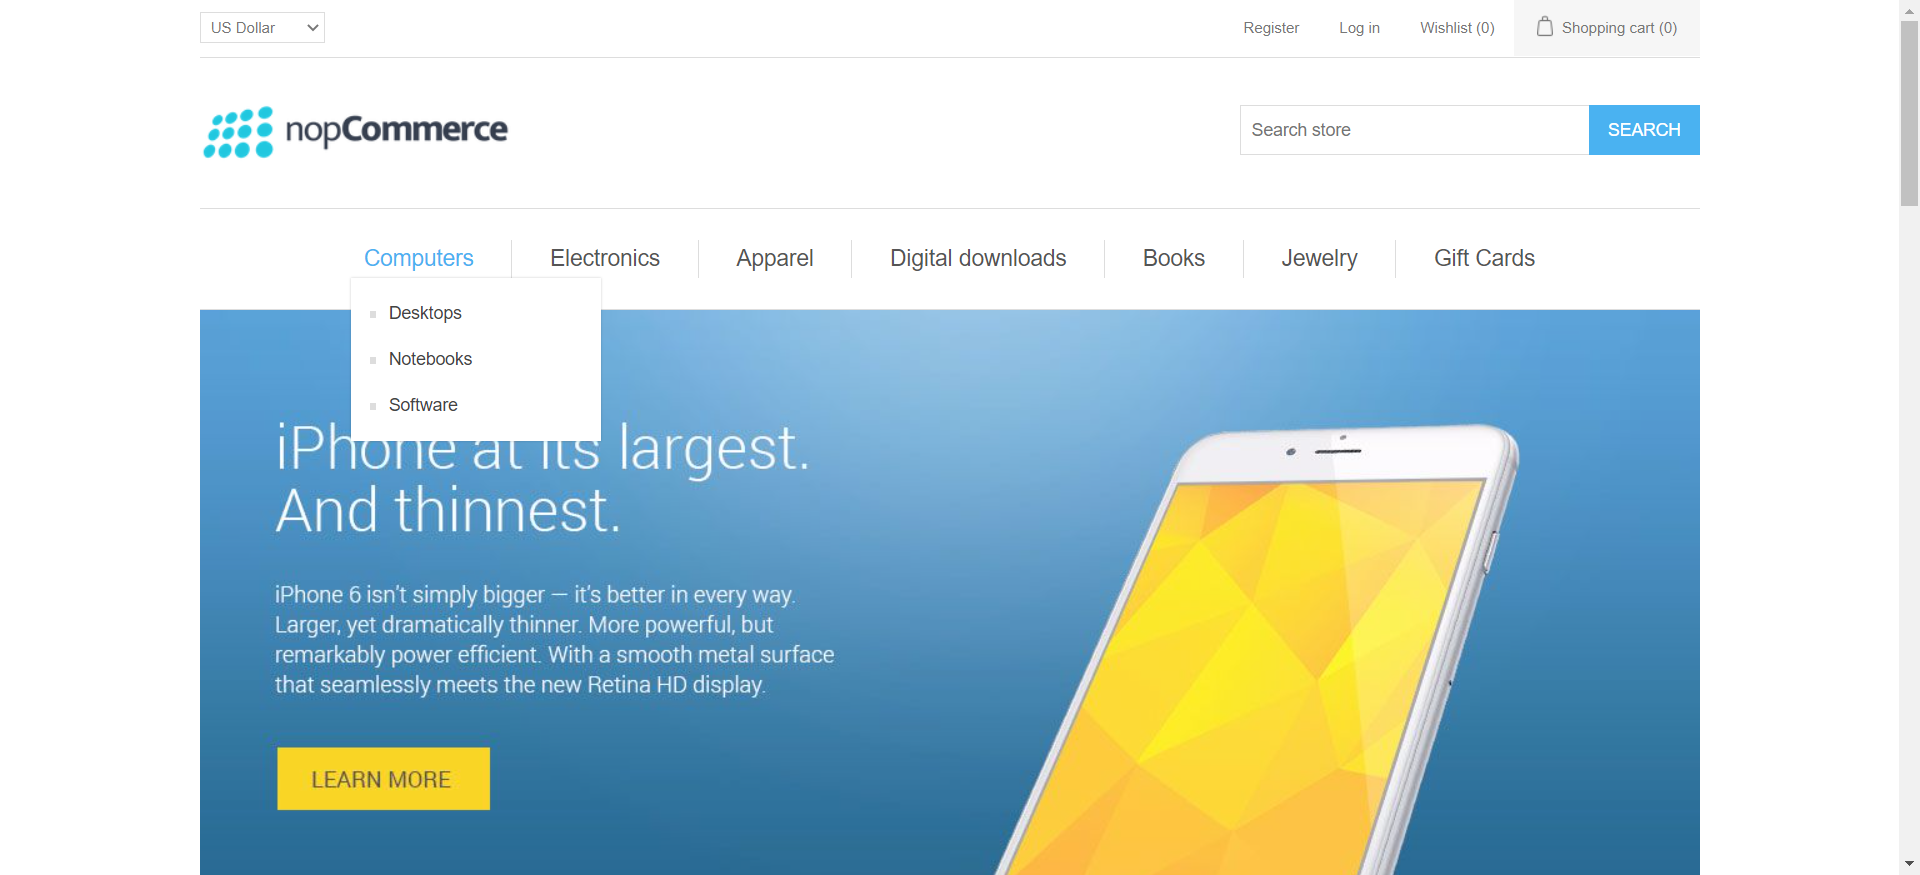 US Dollar
Register
Log in
Wishlist (0)
Shopping cart (0)
nopCommerce
Search store
SEARCH
Computers
Electronics
Apparel
Digital downloads
Books
Jewelry
Gift Cards
Desktops
Notebooks
Software
iPhone at its largest.
And thinnest.
iPhone 6 isn't simply bigger — it's better in every way.
Larger, yet dramatically thinner. More powerful, but
remarkably power efficient. With a smooth metal surface
that seamlessly meets the new Retina HD display.
LEARN MORE